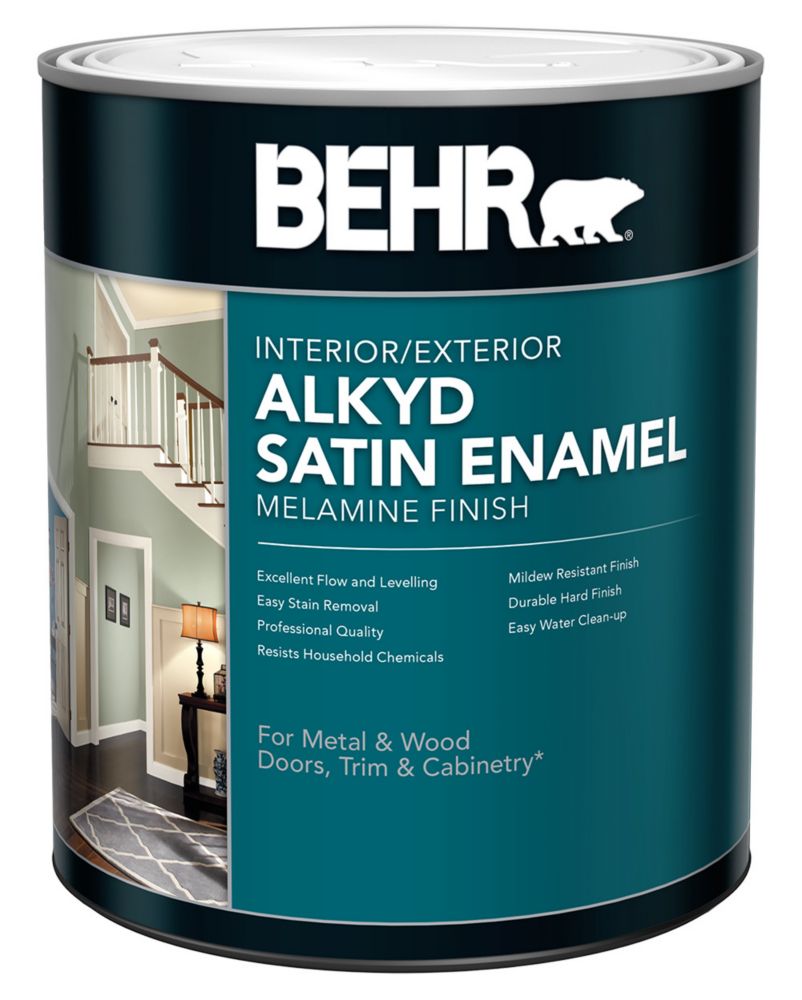 BEHR®
INTERIOR/EXTERIOR
ALKYD
SATIN ENAMEL
MELAMINE FINISH
Excellent Flow and Levelling
Easy Stain Removal
Professional Quality
Resists Household Chemicals
Mildew Resistant Finish
Durable Hard Finish
Easy Water Clean-up
For Metal & Wood
Doors, Trim & Cabinetry*